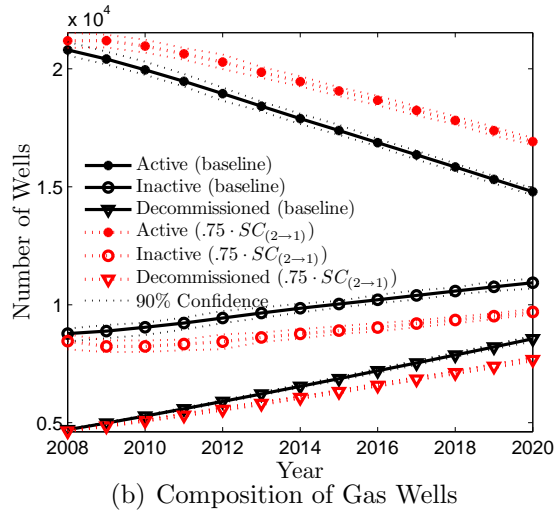 x 10⁴
2
1.5
1
0.5
Number of Wells
Active (baseline)
Inactive (baseline)
Decommissioned (baseline)
Active (.75 · SC₍₂→₁₎)
Inactive (.75 · SC₍₂→₁₎)
Decommissioned (.75 · SC₍₂→₁₎)
90% Confidence
2008 2010 2012 2014 2016 2018 2020
Year
(b) Composition of Gas Wells